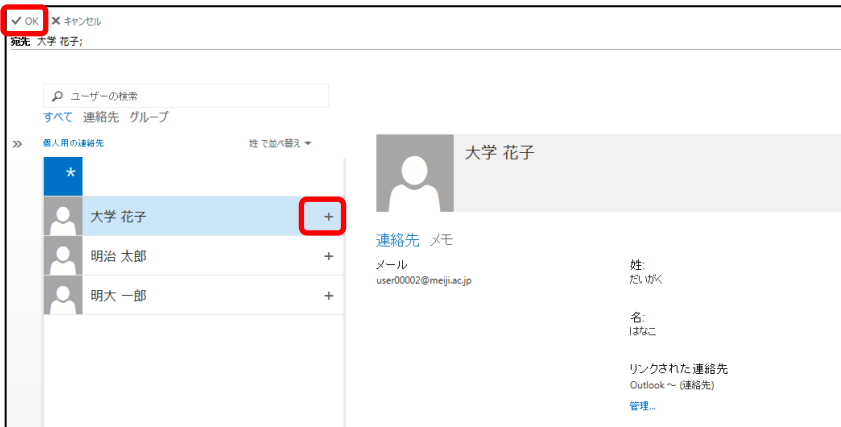 ✔ OK ✕ キャンセル
宛先 大学 花子;
ユーザーの検索
すべて 連絡先 グループ
» 個人用の連絡先 姓 で並べ替え ▼
*
大学 花子 +
明治 太郎 +
明大 一郎 +
大学 花子
連絡先 メモ
メール
user00002@meiji.ac.jp
姓:
だいがく
名:
はなこ
リンクされた連絡先
Outlook ～ (連絡先)
管理...